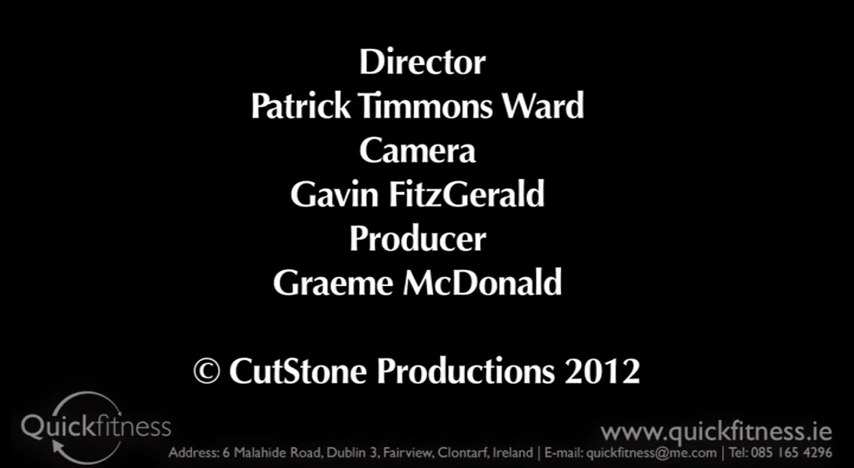 Director
Patrick Timmons Ward
Camera
Gavin FitzGerald
Producer
Graeme McDonald
© CutStone Productions 2012
Quickfitness
www.quickfitness.ie
Address: 6 Malahide Road, Dublin 3, Fairview, Clontarf, Ireland | E-mail: quickfitness@me.com | Tel: 085 165 4296